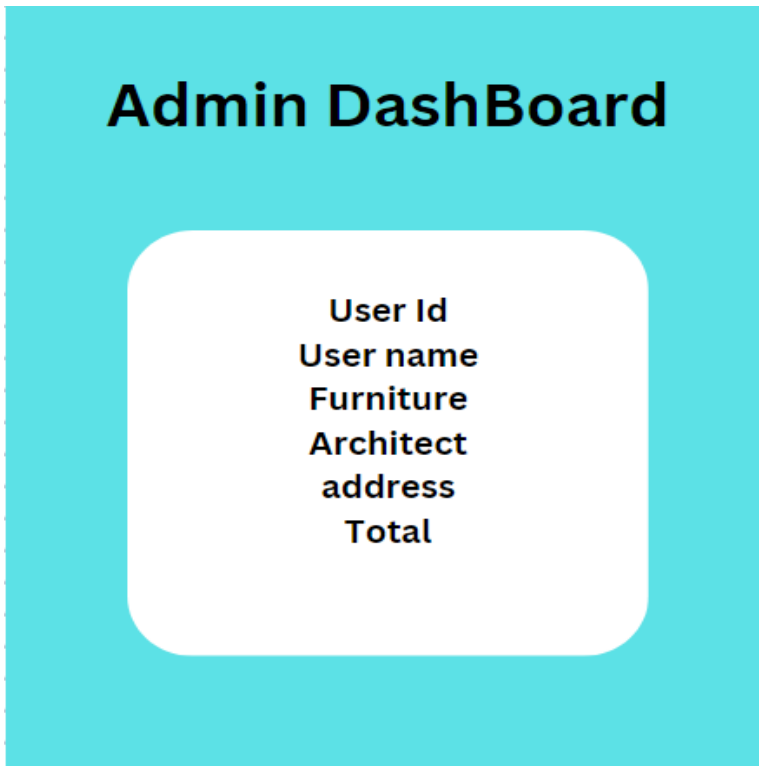 Admin DashBoard
User Id
User name
Furniture
Architect
address
Total